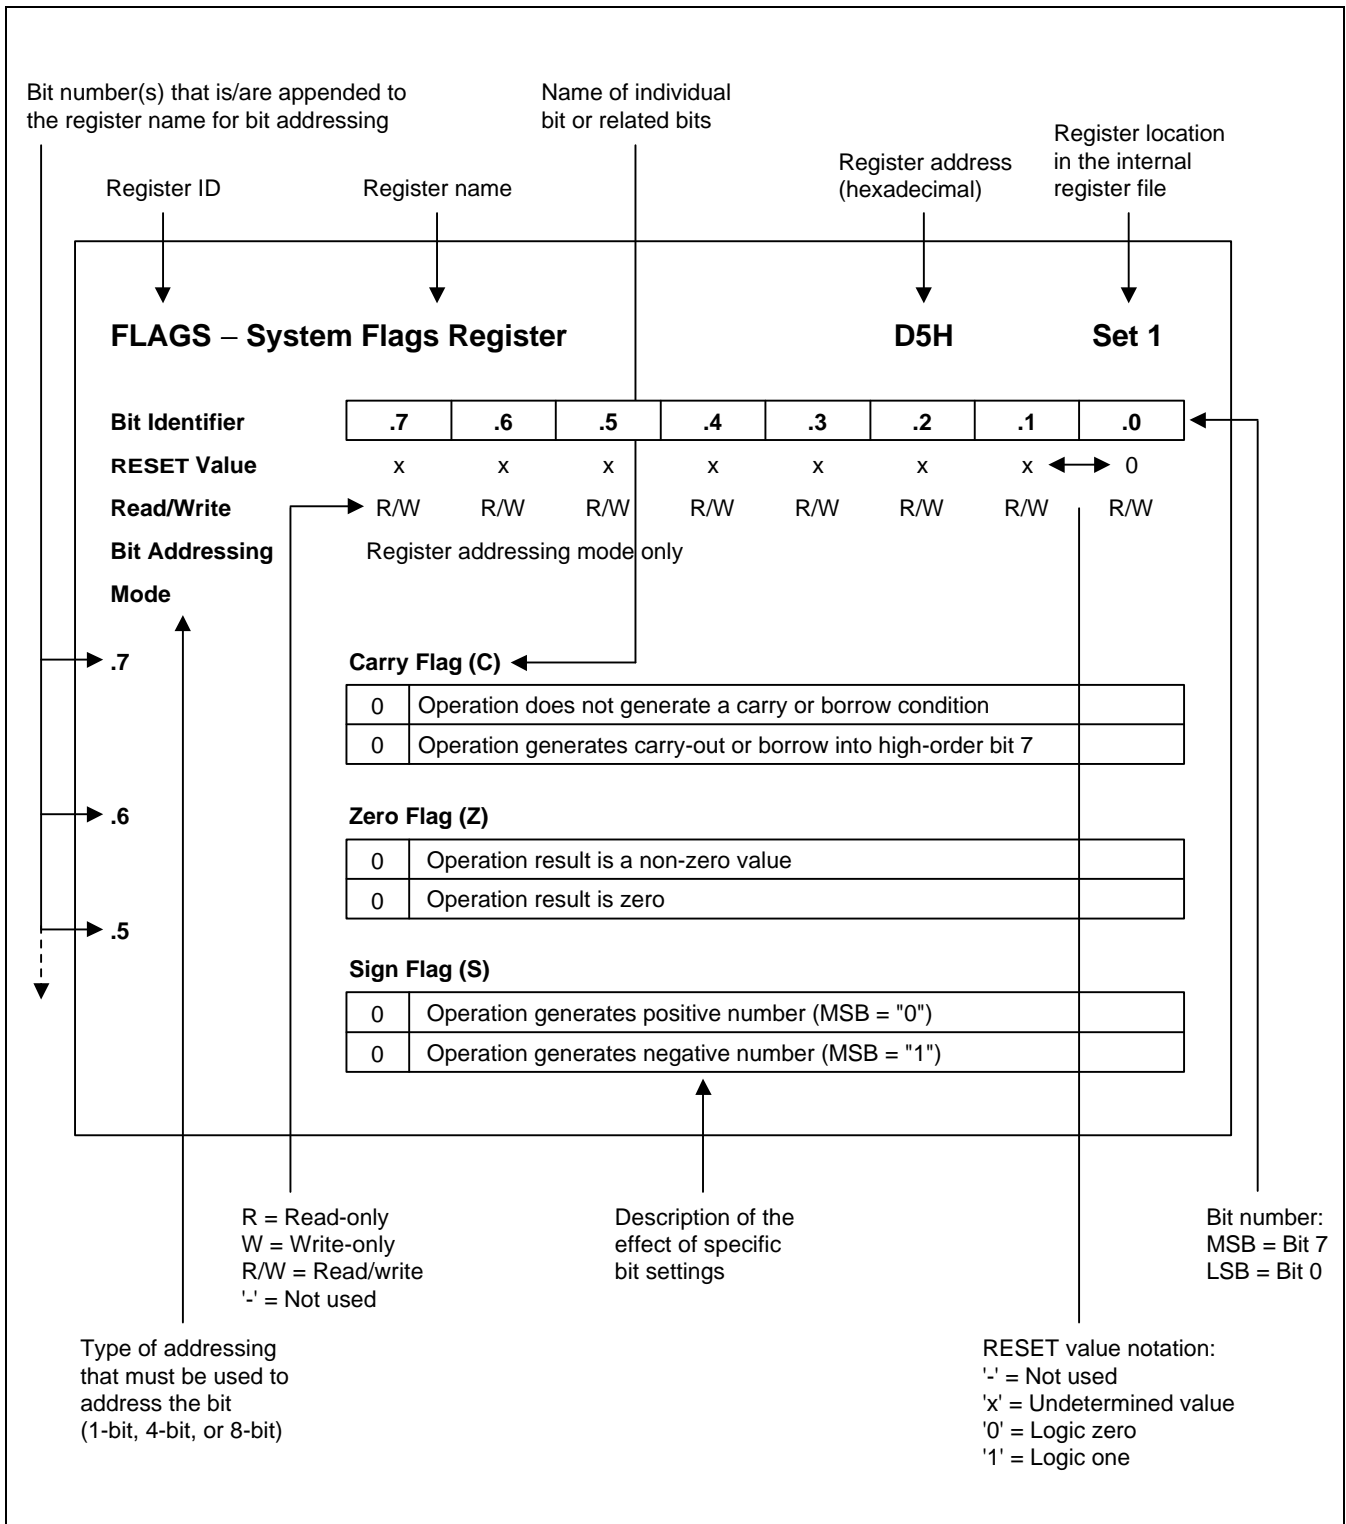 Bit number(s) that is/are appended to
the register name for bit addressing
Name of individual
bit or related bits
Register ID
Register name
Register address
(hexadecimal)
Register location
in the internal
register file
FLAGS – System Flags Register D5H Set 1
Bit Identifier .7 .6 .5 .4 .3 .2 .1 .0
RESET Value x x x x x x x 0
Read/Write R/W R/W R/W R/W R/W R/W R/W R/W
Bit Addressing Register addressing mode only
Mode
.7 Carry Flag (C)
0 Operation does not generate a carry or borrow condition
0 Operation generates carry-out or borrow into high-order bit 7
.6 Zero Flag (Z)
0 Operation result is a non-zero value
0 Operation result is zero
.5
Sign Flag (S)
0 Operation generates positive number (MSB = "0")
0 Operation generates negative number (MSB = "1")
R = Read-only
W = Write-only
R/W = Read/write
'-' = Not used
Description of the
effect of specific
bit settings
Bit number:
MSB = Bit 7
LSB = Bit 0
Type of addressing
that must be used to
address the bit
(1-bit, 4-bit, or 8-bit)
RESET value notation:
'-' = Not used
'x' = Undetermined value
'0' = Logic zero
'1' = Logic one